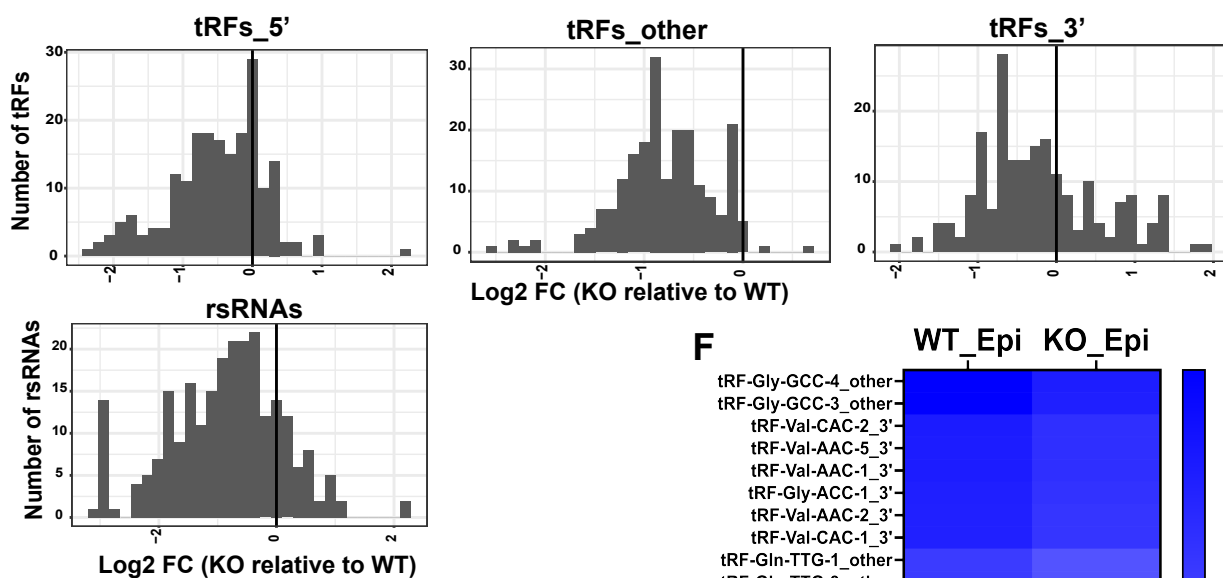 tRFs_5’
tRFs_other
tRFs_3’
Number of tRFs
30
20
10
0
−2
−1
0
1
2
30
20
10
0
−2
−1
0
20
10
0
−2
−1
0
1
2
Log2 FC (KO relative to WT)
rsRNAs
Number of rsRNAs
20
15
10
5
0
−2
0
2
Log2 FC (KO relative to WT)
F
WT_Epi KO_Epi
tRF-Gly-GCC-4_other
tRF-Gly-GCC-3_other
tRF-Val-CAC-2_3'
tRF-Val-AAC-5_3'
tRF-Val-AAC-1_3'
tRF-Gly-ACC-1_3'
tRF-Val-AAC-2_3'
tRF-Val-CAC-1_3'
tRF-Gln-TTG-1_other